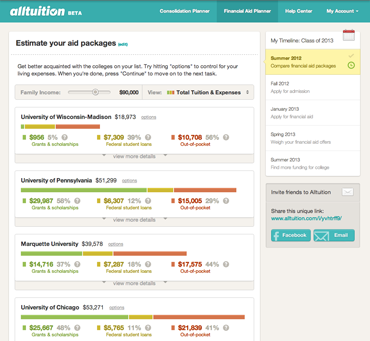 alltuition BETA
Consolidation Planner
Financial Aid Planner
Help Center
My Account
Estimate your aid packages
Get better acquainted with the colleges on your list. Try hitting "options" to control for
your living expenses. When you're done, press "Continue" to move on to the next task.
Family Income: $90,000 View: Total Tuition & Expenses
University of Wisconsin-Madison $18,973 options
$956 5% ? $7,309 39% ? $10,708 56% ?
Grants & scholarships Federal student loans Out-of-pocket
view more details
University of Pennsylvania $51,299 options
$29,987 58% ? $6,307 12% ? $15,005 29% ?
Grants & scholarships Federal student loans Out-of-pocket
view more details
Marquette University $39,578 options
$14,716 37% ? $7,287 18% ? $17,575 44% ?
Grants & scholarships Federal student loans Out-of-pocket
view more details
University of Chicago $53,271 options
$25,667 48% ? $5,765 11% ? $21,839 41% ?
Grants & scholarships Federal student loans Out-of-pocket
My Timeline: Class of 2013
Summer 2012
Compare financial aid packages
Fall 2012
Apply for admission
January 2013
Apply for financial aid
Spring 2013
Weigh your financial aid offers
Summer 2013
Find more funding for college
Invite friends to Alltuition
Share this unique link:
Facebook
Email